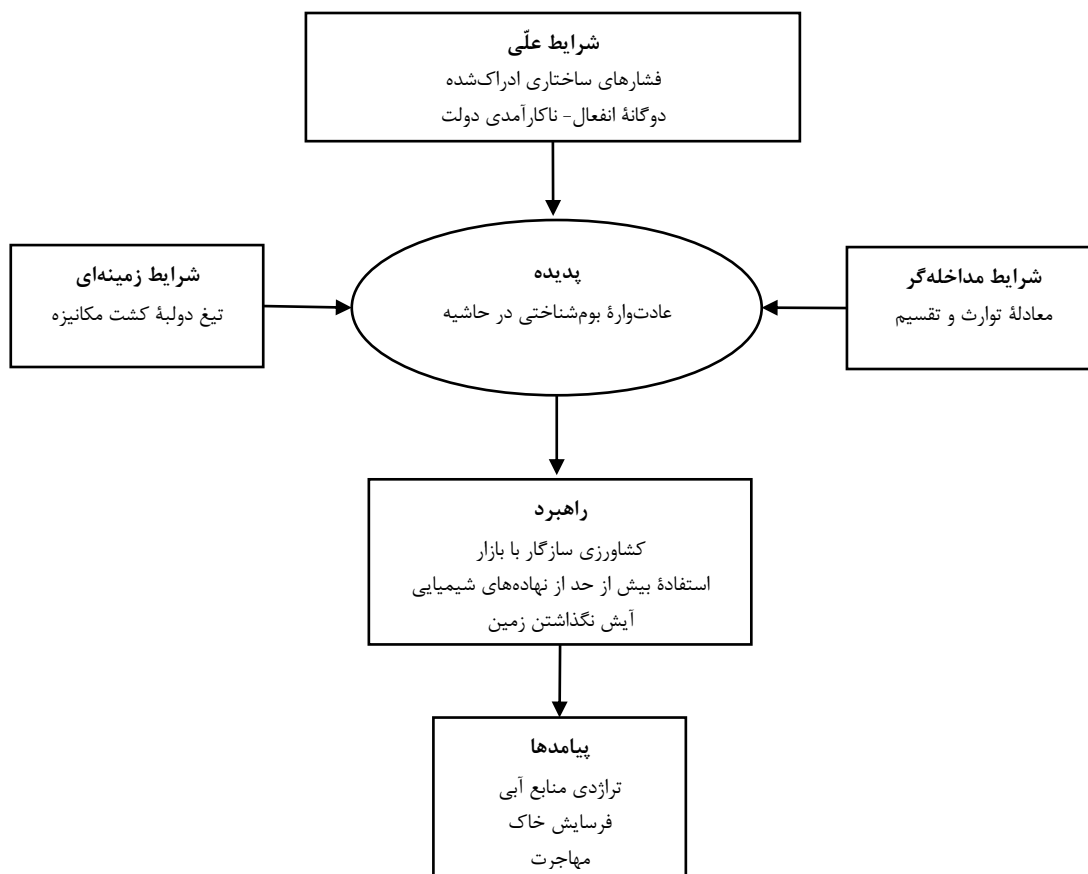 شرایط علّی
فشارهای ساختاری ادراک‌شده
دوگانهٔ انفعال- ناکارآمدی دولت
شرایط مداخله‌گر
معادلهٔ توارث و تقسیم
پدیده
عادت‌وارهٔ بوم‌شناختی در حاشیه
شرایط زمینه‌ای
تیغ دولبهٔ کشت مکانیزه
راهبرد
کشاورزی سازگار با بازار
استفادهٔ بیش از حد از نهاده‌های شیمیایی
آیش نگذاشتن زمین
پیامدها
تراژدی منابع آبی
فرسایش خاک
مهاجرت